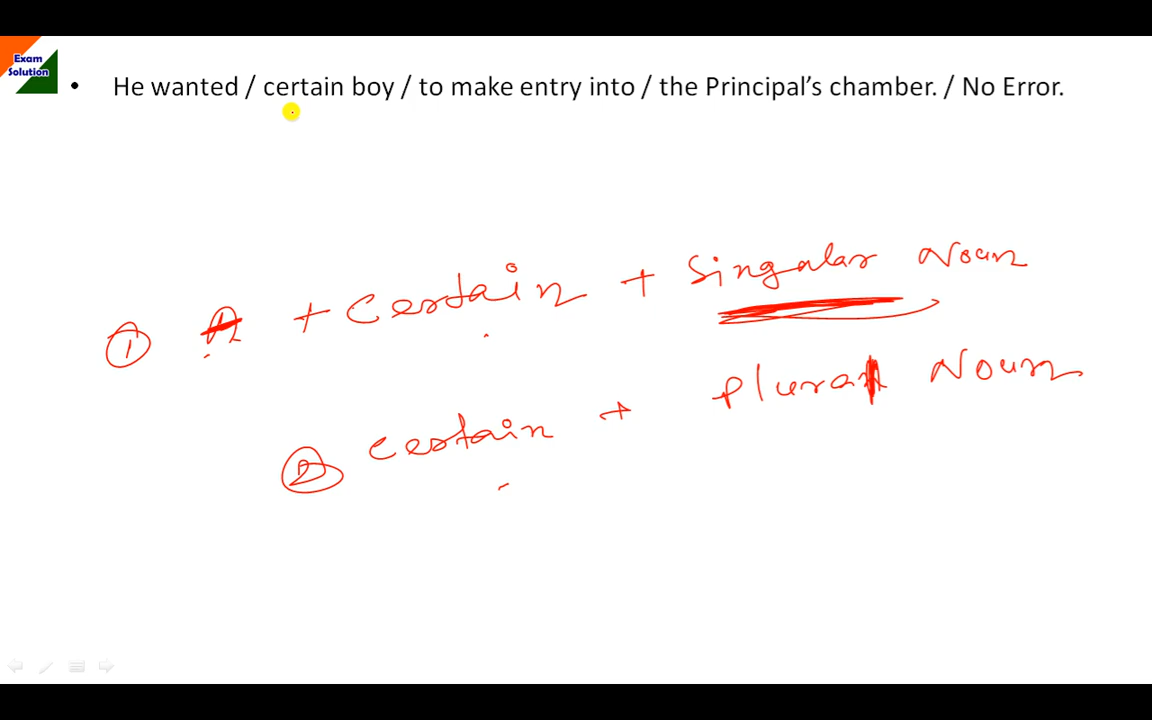 Exam
Solution
• He wanted / certain boy / to make entry into / the Principal’s chamber. / No Error.
① A + Certain + Singular Noun
② Certain + Plural Noun